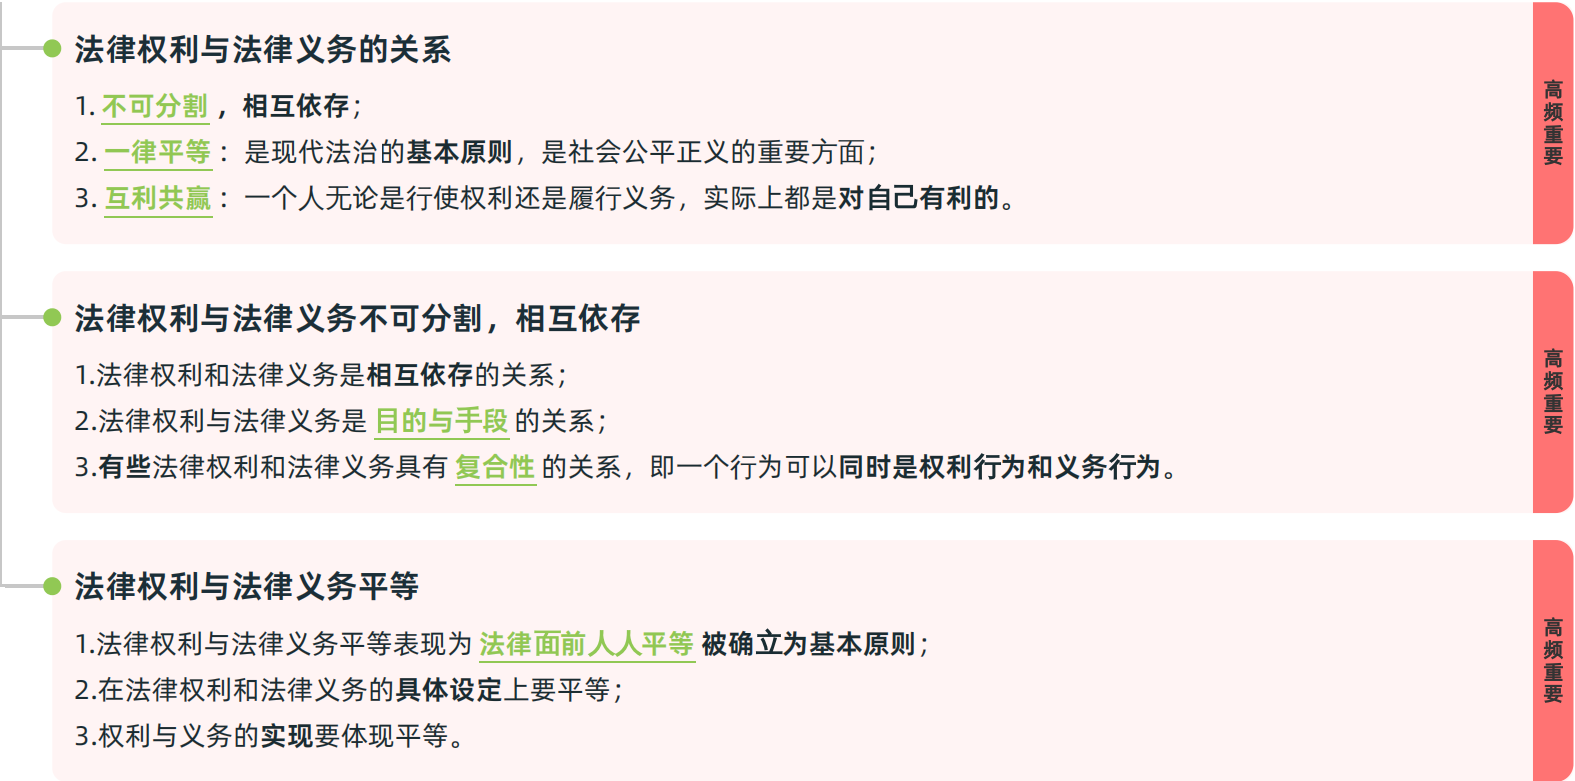 法律权利与法律义务的关系
1. 不可分割，相互依存；
2. 一律平等：是现代法治的基本原则，是社会公平正义的重要方面；
3. 互利共赢：一个人无论是行使权利还是履行义务，实际上都是对自己有利的。
高频重要
法律权利与法律义务不可分割，相互依存
1.法律权利和法律义务是相互依存的关系；
2.法律权利与法律义务是 目的与手段 的关系；
3.有些法律权利和法律义务具有 复合性 的关系，即一个行为可以同时是权利行为和义务行为。
高频重要
法律权利与法律义务平等
1.法律权利与法律义务平等表现为 法律面前人人平等 被确立为基本原则；
2.在法律权利和法律义务的具体设定上要平等；
3.权利与义务的实现要体现平等。
高频重要